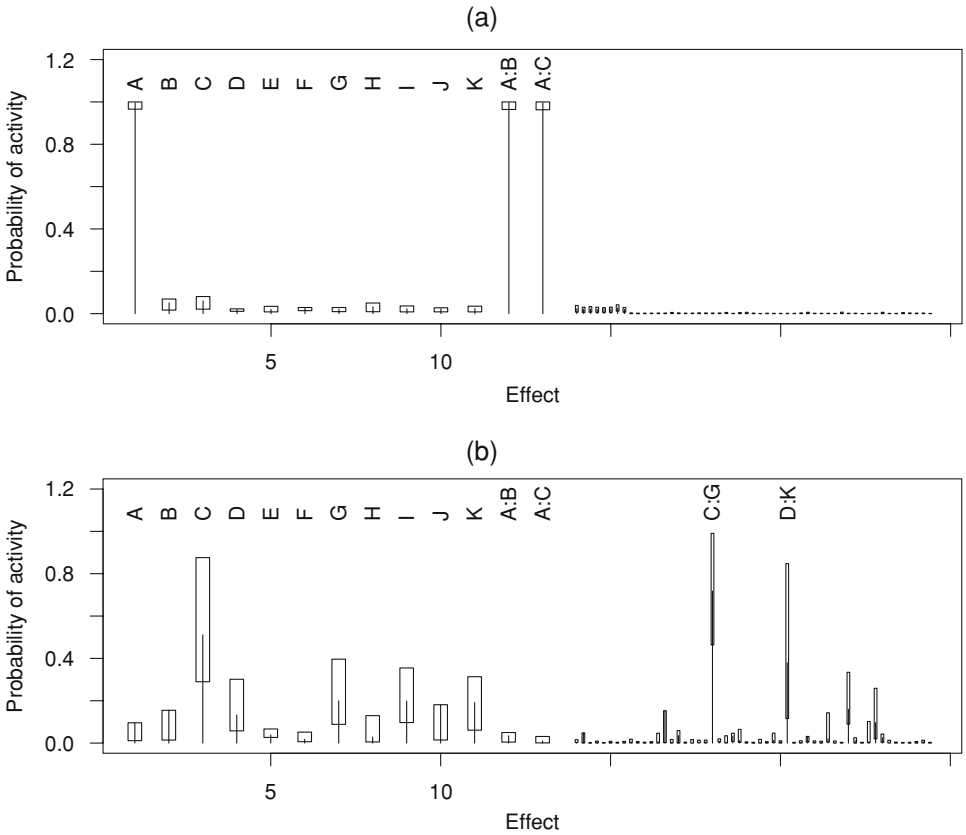 (a)
Probability of activity
1.2
0.8
0.4
0.0
A B C D E F G H I J K A:B A:C
5 10
Effect
(b)
Probability of activity
1.2
0.8
0.4
0.0
A B C D E F G H I J K A:B A:C C:G D:K
5 10
Effect